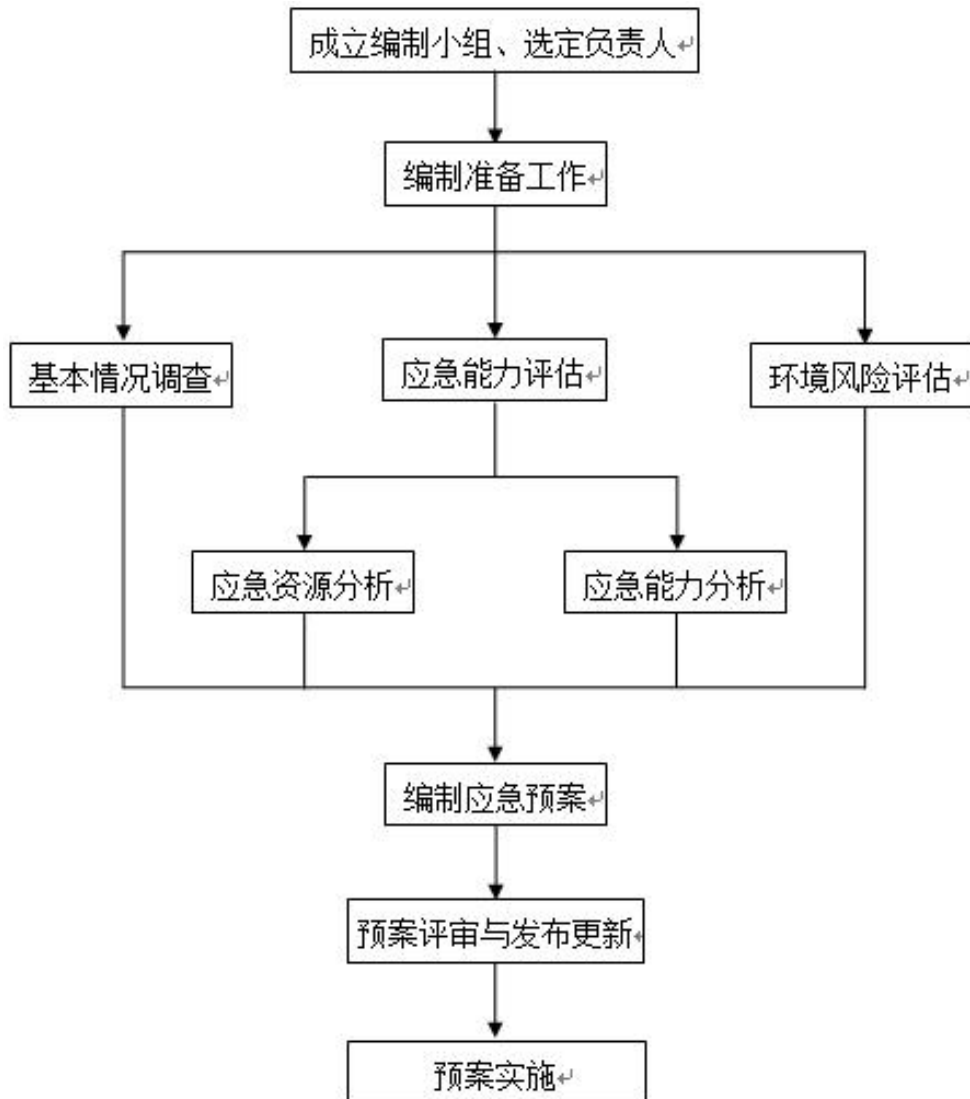 成立编制小组、选定负责人
编制准备工作
基本情况调查
应急能力评估
环境风险评估
应急资源分析
应急能力分析
编制应急预案
预案评审与发布更新
预案实施